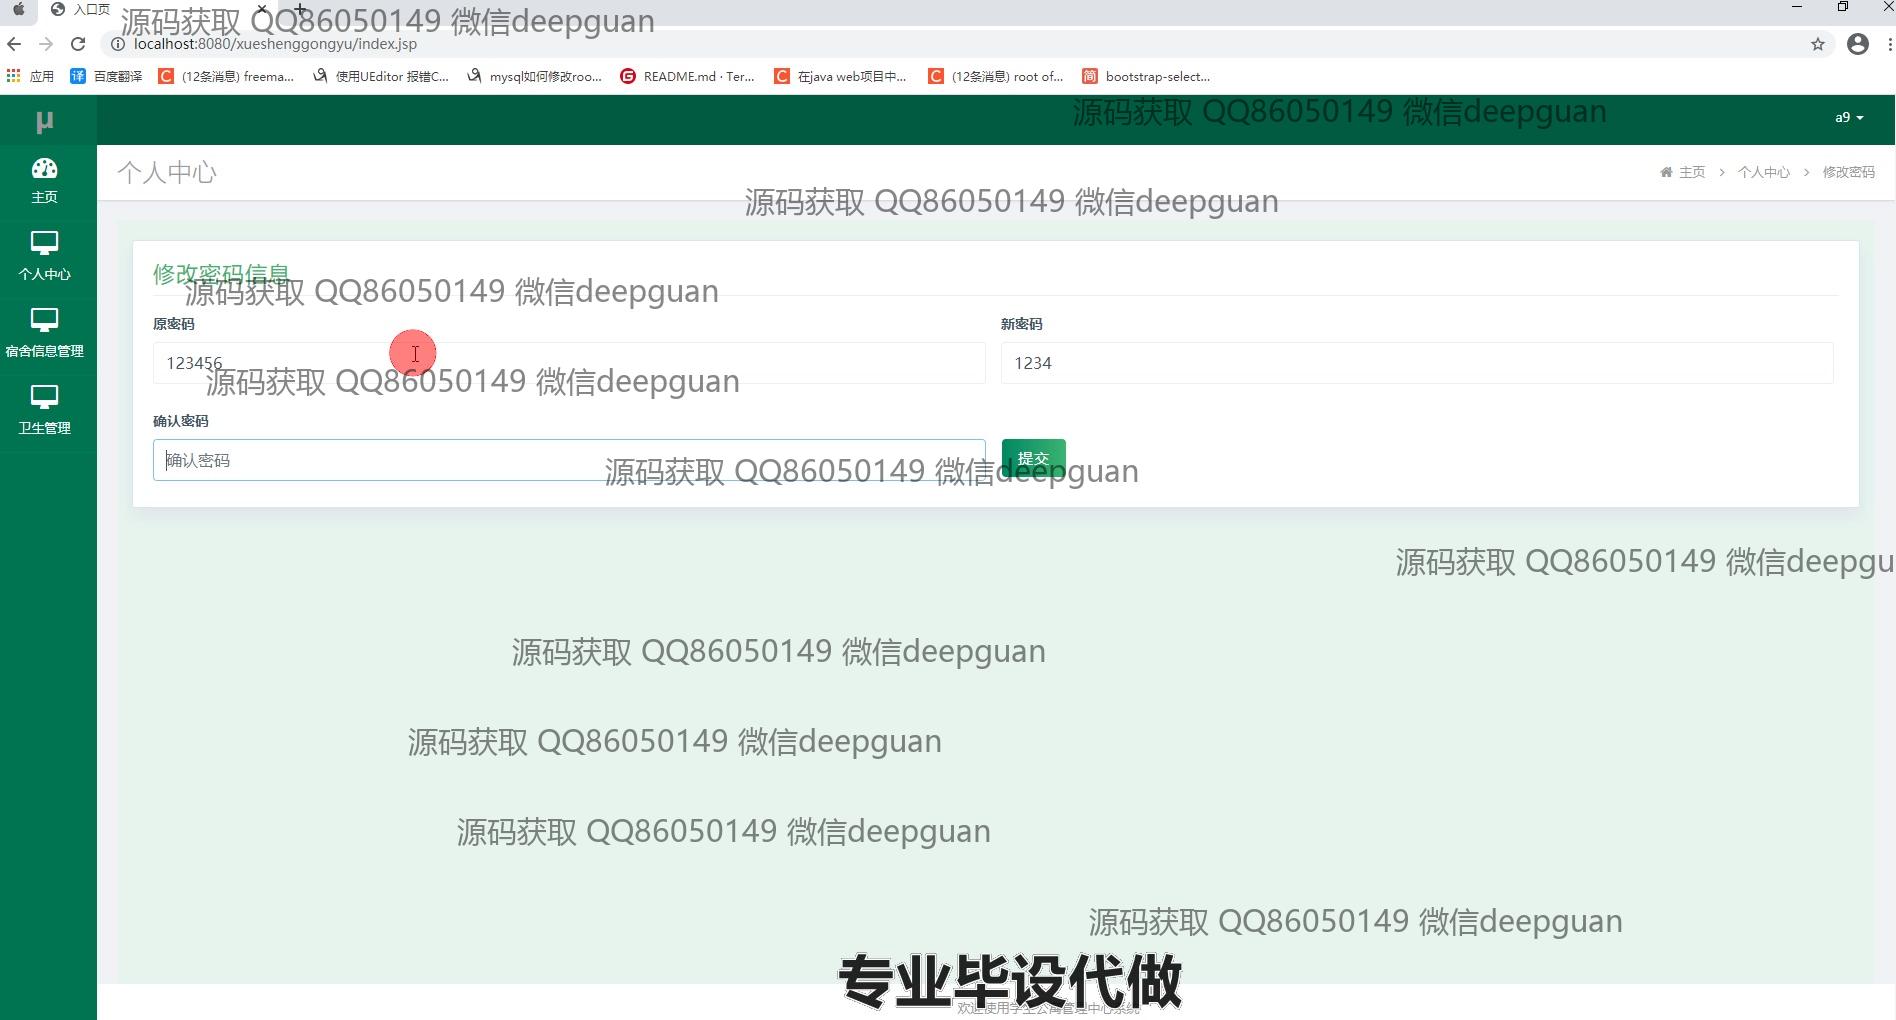 入口页
源码获取 QQ86050149 微信deepguan
localhost:8080/xueshenggongyu/index.jsp
应用 百度翻译 (12条消息) freema... 使用UEditor 报错C... mysql如何修改roo... README.md · Ter... 在java web项目中... (12条消息) root of... bootstrap-select...
源码获取 QQ86050149 微信deepguan
μ
a9
主页
个人中心
主页 > 个人中心 > 修改密码
源码获取 QQ86050149 微信deepguan
个人中心
修改密码信息
源码获取 QQ86050149 微信deepguan
原密码
新密码
宿舍信息管理
123456
1234
源码获取 QQ86050149 微信deepguan
卫生管理
确认密码
确认密码
提交
源码获取 QQ86050149 微信deepguan
源码获取 QQ86050149 微信deepgu
源码获取 QQ86050149 微信deepguan
源码获取 QQ86050149 微信deepguan
源码获取 QQ86050149 微信deepguan
源码获取 QQ86050149 微信deepguan
专业毕设代做
欢迎使用学生公寓管理中心系统